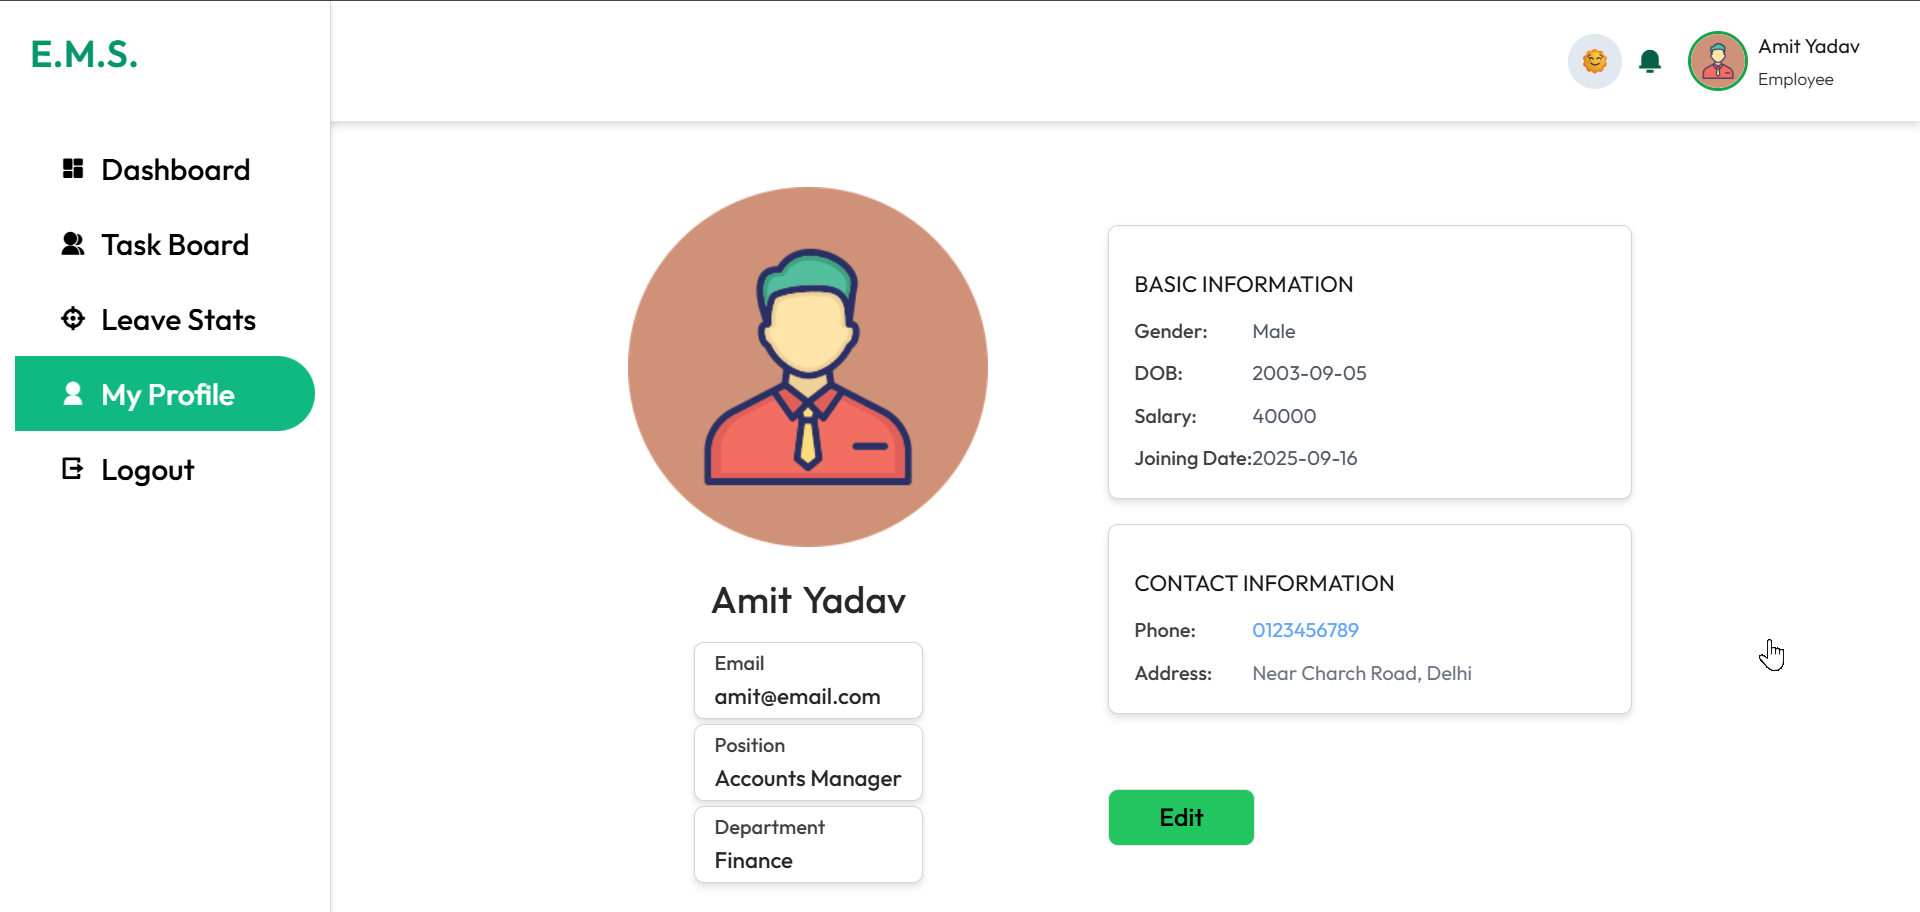 E.M.S.
Dashboard
Task Board
Leave Stats
My Profile
Logout
Amit Yadav
Employee
Amit Yadav
Email
amit@email.com
Position
Accounts Manager
Department
Finance
BASIC INFORMATION
Gender: Male
DOB: 2003-09-05
Salary: 40000
Joining Date:2025-09-16
CONTACT INFORMATION
Phone: 0123456789
Address: Near Charch Road, Delhi
Edit